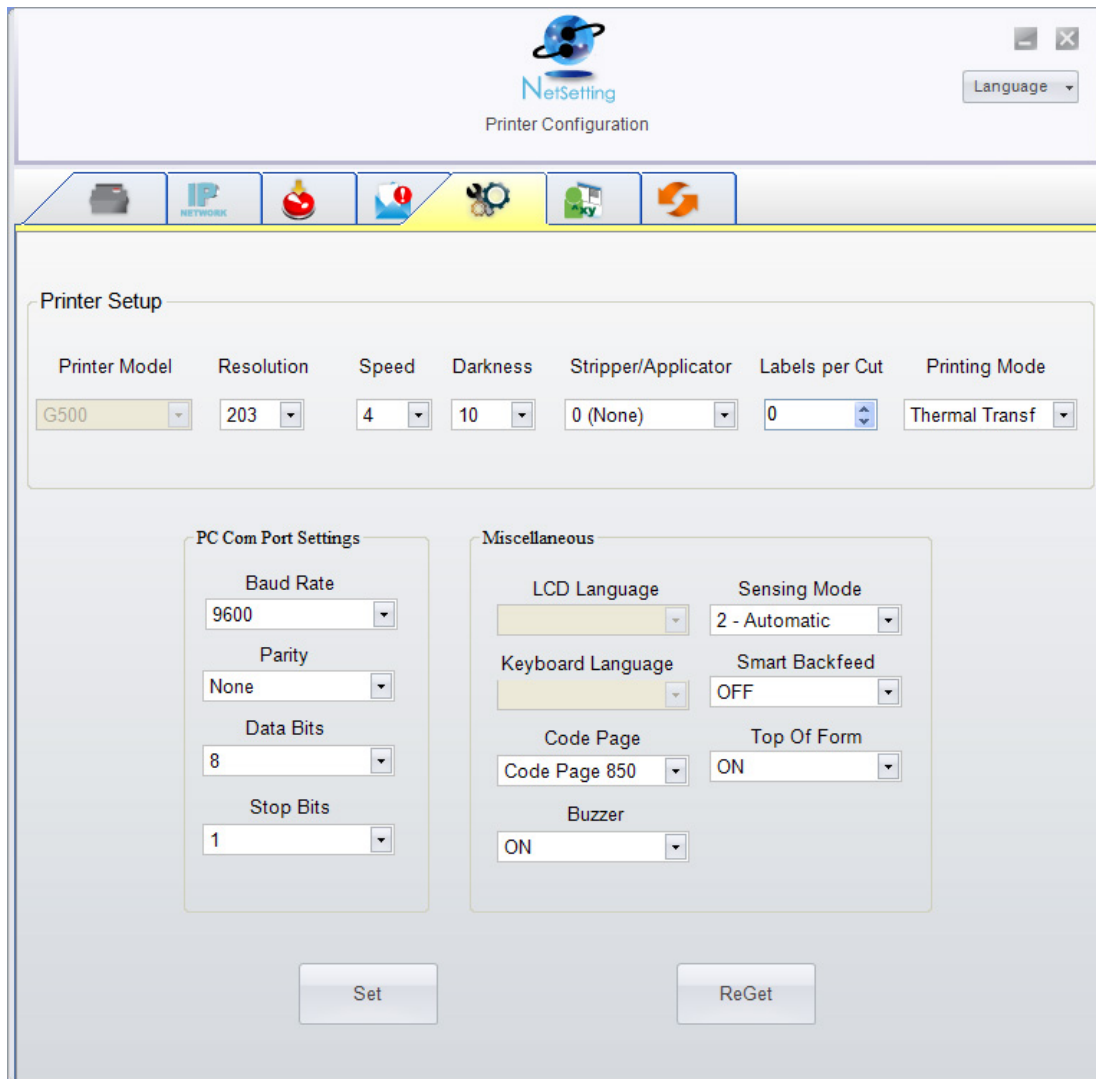 NetSetting
Language
Printer Configuration
IP
NETWORK
^xy
Printer Setup
Printer Model Resolution Speed Darkness Stripper/Applicator Labels per Cut Printing Mode
G500 203 4 10 0 (None) 0 Thermal Transf
PC Com Port Settings
Baud Rate
9600
Parity
None
Data Bits
8
Stop Bits
1
Miscellaneous
LCD Language Sensing Mode
2 - Automatic
Keyboard Language Smart Backfeed
OFF
Code Page Top Of Form
Code Page 850 ON
Buzzer
ON
Set ReGet